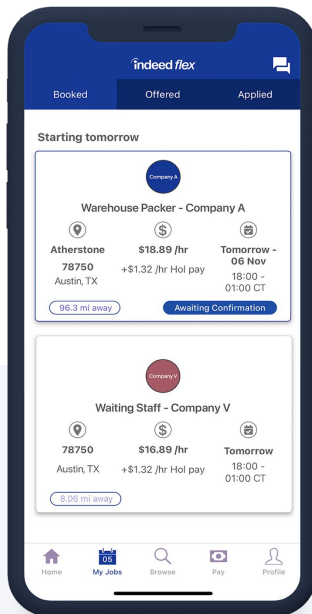 indeed flex
Booked Offered Applied
Starting tomorrow
Company A
Warehouse Packer - Company A
Atherstone
78750
Austin, TX
$18.89 /hr
+$1.32 /hr Hol pay
Tomorrow -
06 Nov
18:00 -
01:00 CT
96.3 mi away
Awaiting Confirmation
Company V
Waiting Staff - Company V
78750
Austin, TX
$16.89 /hr
+$1.32 /hr Hol pay
Tomorrow
18:00 -
01:00 CT
8.06 mi away
05
Home My Jobs Browse Pay Profile